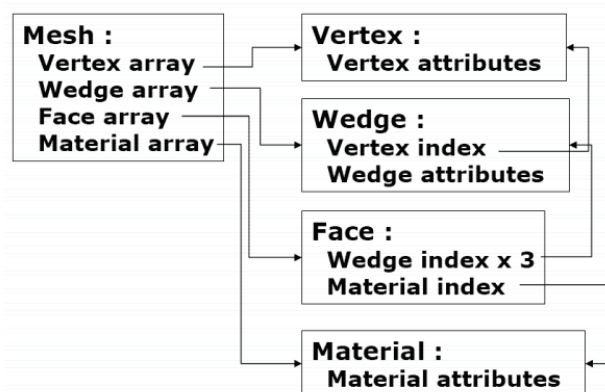 Mesh :
Vertex array
Wedge array
Face array
Material array
Vertex :
Vertex attributes
Wedge :
Vertex index
Wedge attributes
Face :
Wedge index x 3
Material index
Material :
Material attributes